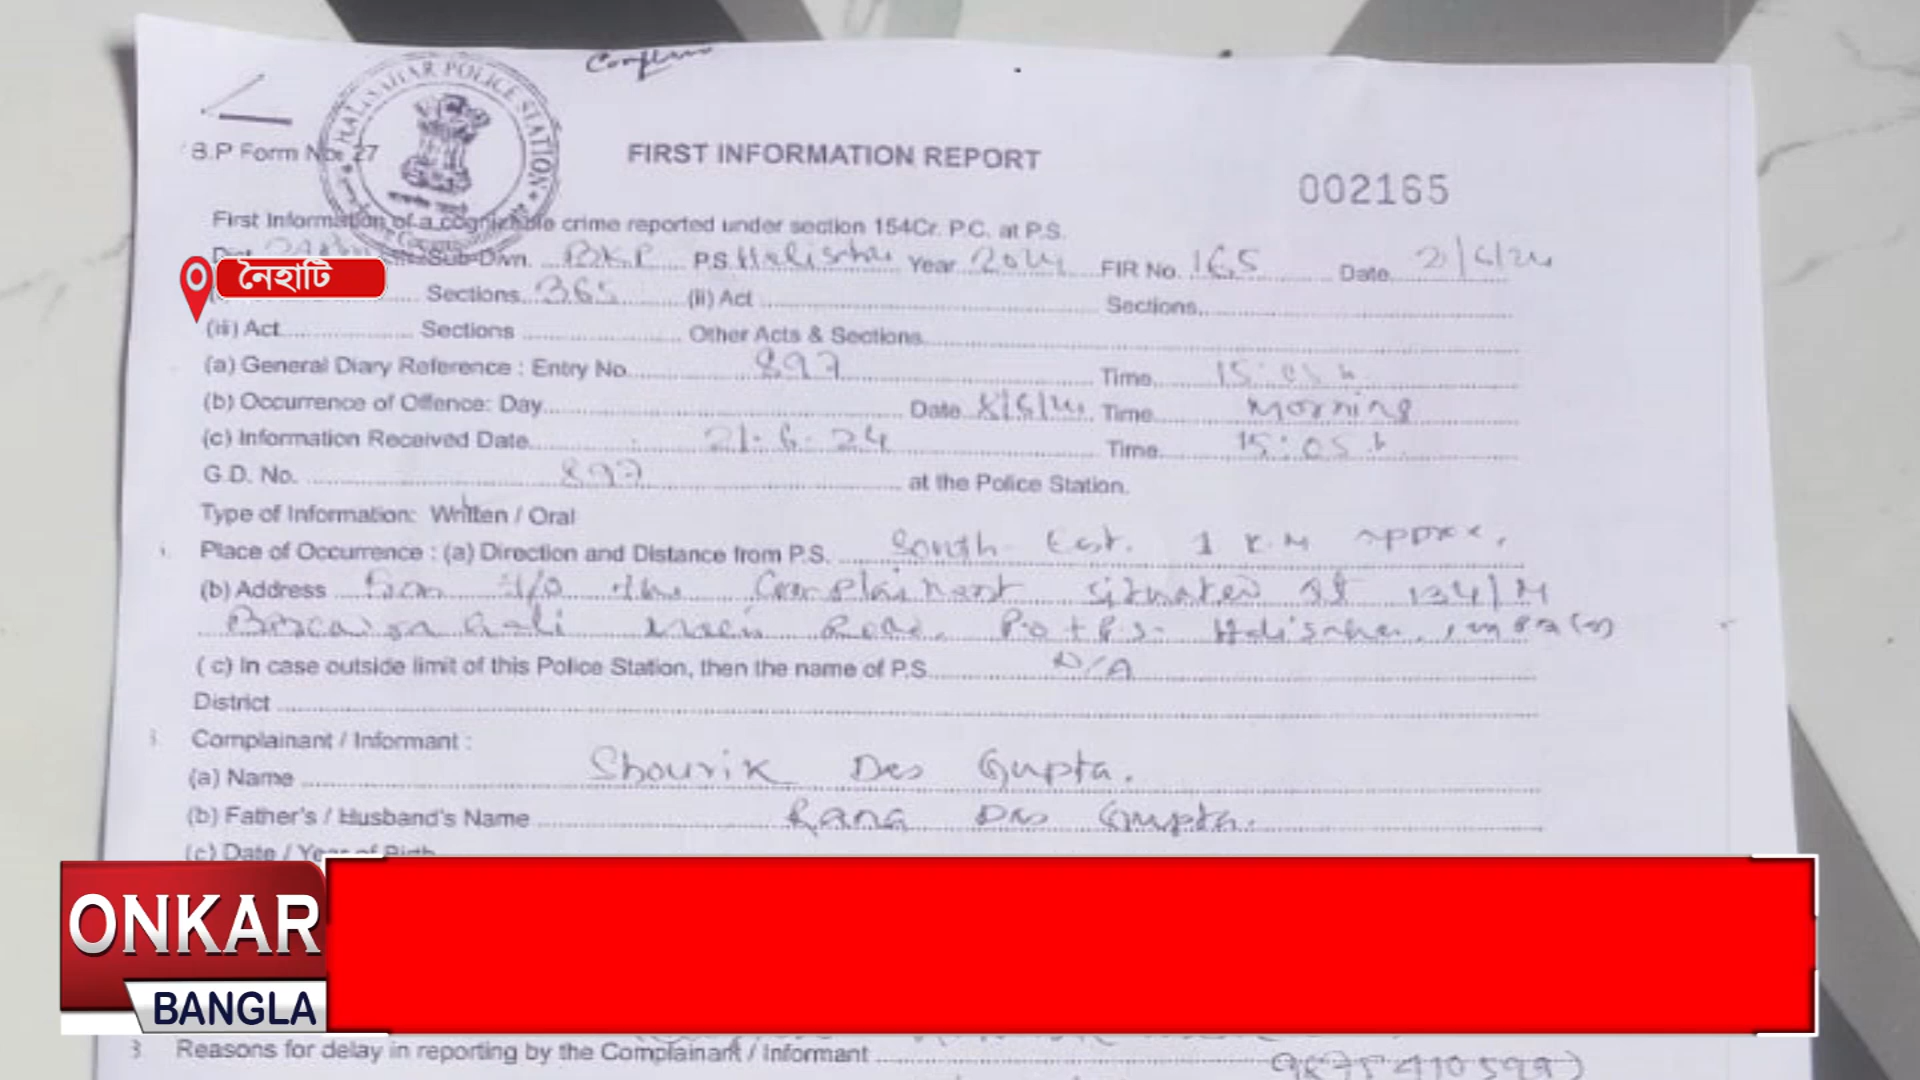 HALISAHAR POLICE STATION
B.P Form No. 27
FIRST INFORMATION REPORT
002165
First Information of a cognizable crime reported under section 154Cr. P.C. at P.S.
Sub-Divn. BKP P.S. Halisahar Year 2024 FIR No. 165 Date 21/6/24
নৈহাটি
Sections 365 (ii) Act Sections
(iii) Act Sections Other Acts & Sections
(a) General Diary Reference : Entry No. 897 Time 15:05 h
(b) Occurrence of Offence: Day Date Time Morning
(c) Information Received Date 21.6.24 Time 15:05 h
G.D. No. 897 at the Police Station.
Type of Information: Written / Oral
Place of Occurrence : (a) Direction and Distance from P.S. South East. 1 K.M approx.
(b) Address from the Complainant situated at 134/M
Main Road, P.O + P.S. Halisahar,
(c) In case outside limit of this Police Station, then the name of P.S. N/A
District
Complainant / Informant :
(a) Name Shourik Das Gupta.
(b) Father's / Husband's Name Rana Das Gupta.
(c) Date / Year of Birth
ONKAR
BANGLA
Reasons for delay in reporting by the Complainant / Informant